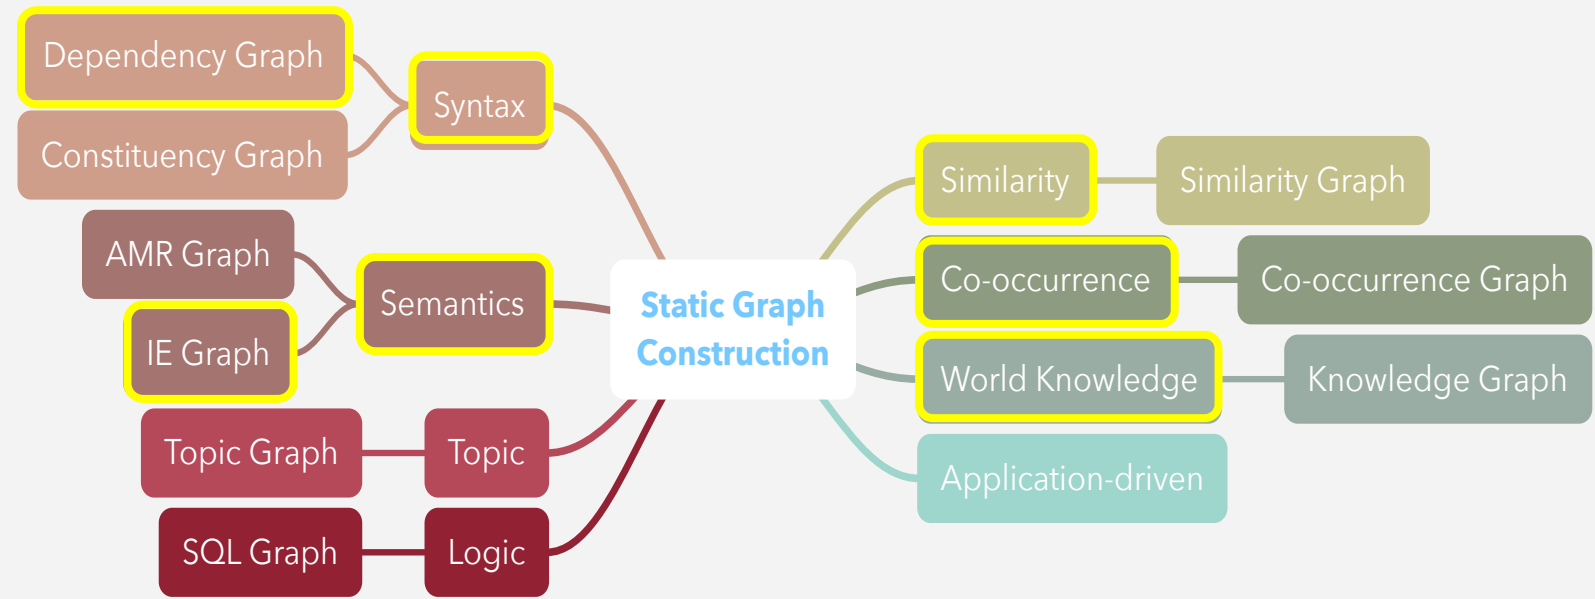 Dependency Graph
Constituency Graph
Syntax
AMR Graph
IE Graph
Semantics
Topic Graph
Topic
SQL Graph
Logic
Static Graph
Construction
Similarity
Similarity Graph
Co-occurrence
Co-occurrence Graph
World Knowledge
Knowledge Graph
Application-driven